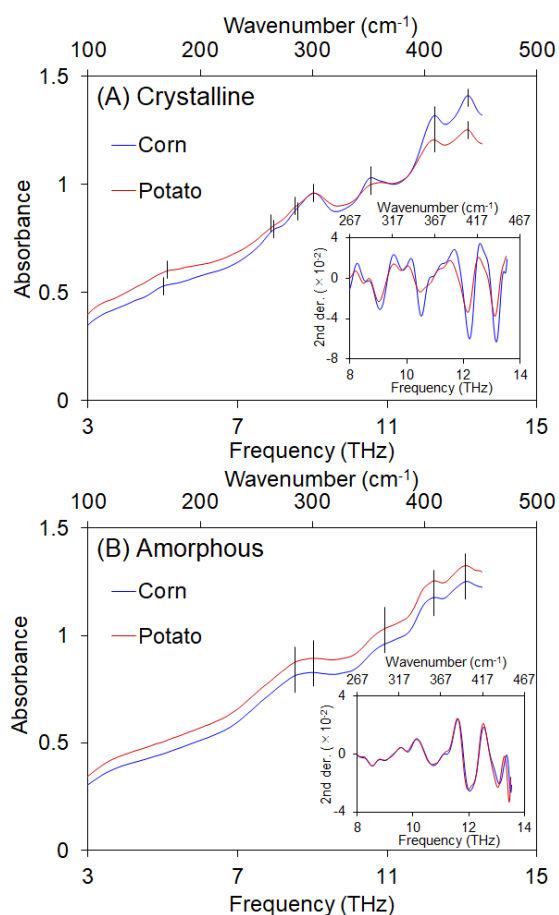 Wavenumber (cm-1)
100 200 300 400 500
1.5
1
0.5
0
Absorbance
(A) Crystalline
Corn
Potato
Wavenumber (cm-1)
267 317 367 417 467
4
0
-4
-8
2nd der. (×10-2)
8 10 12 14
Frequency (THz)
3 7 11 15
Frequency (THz)
Wavenumber (cm-1)
100 200 300 400 500
1.5
1
0.5
0
Absorbance
(B) Amorphous
Corn
Potato
Wavenumber (cm-1)
267 317 367 417 467
4
0
-4
2nd der. (×10-2)
8 10 12 14
Frequency (THz)
3 7 11 15
Frequency (THz)